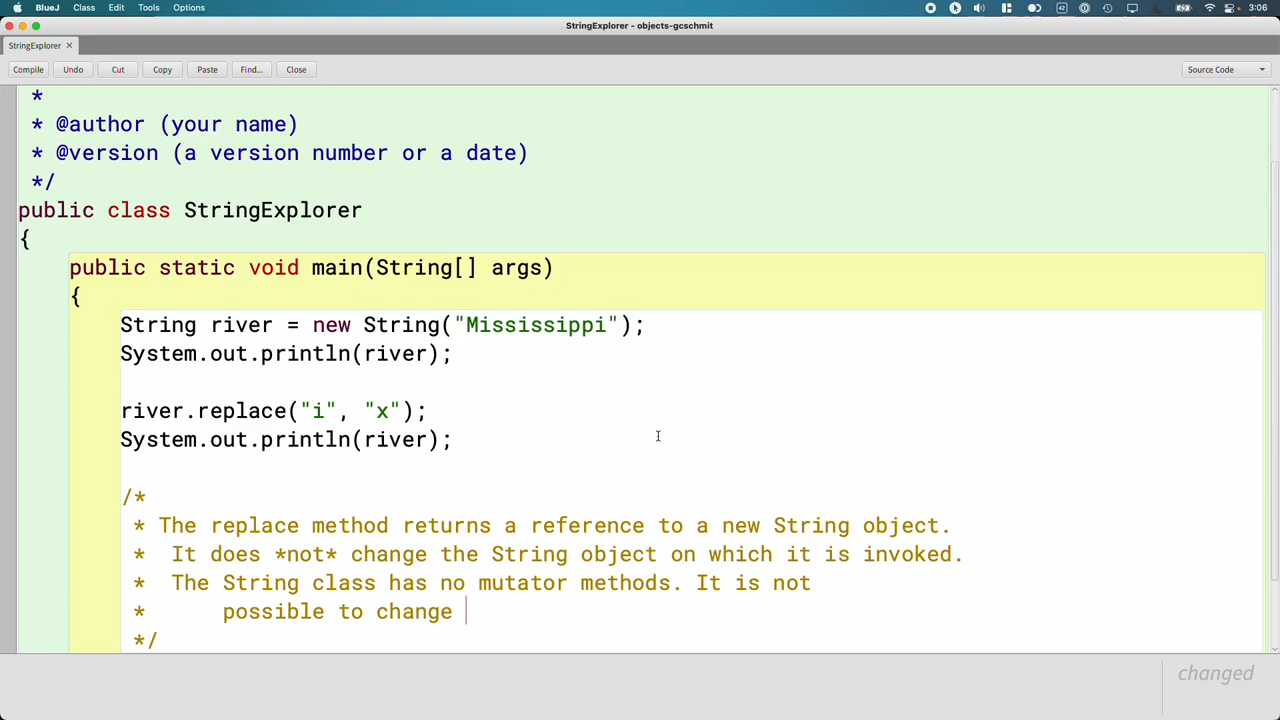 BlueJ Class Edit Tools Options 3:06
StringExplorer - objects-gcschmit
StringExplorer ×
Compile Undo Cut Copy Paste Find... Close Source Code
*
* @author (your name)
* @version (a version number or a date)
*/
public class StringExplorer
{
public static void main(String[] args)
{
String river = new String("Mississippi");
System.out.println(river);
river.replace("i", "x");
System.out.println(river);
/*
* The replace method returns a reference to a new String object.
* It does *not* change the String object on which it is invoked.
* The String class has no mutator methods. It is not
* possible to change
*/
changed